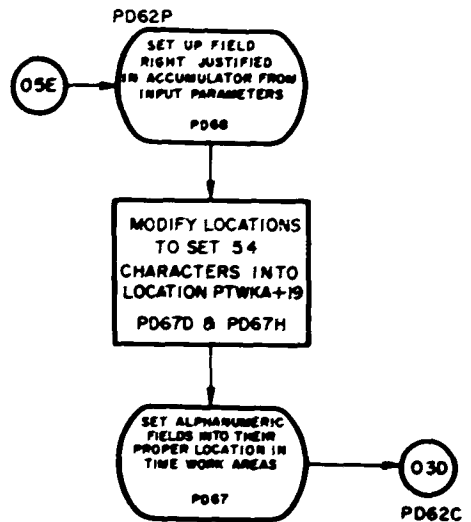 PD62P
05E
SET UP FIELD
RIGHT JUSTIFIED
IN ACCUMULATOR FROM
INPUT PARAMETERS
PD66
MODIFY LOCATIONS
TO SET 54
CHARACTERS INTO
LOCATION PTWKA+19
PD67D & PD67H
SET ALPHANUMERIC
FIELDS INTO THEIR
PROPER LOCATION IN
TIME WORK AREAS
PD67
03D
PD62C